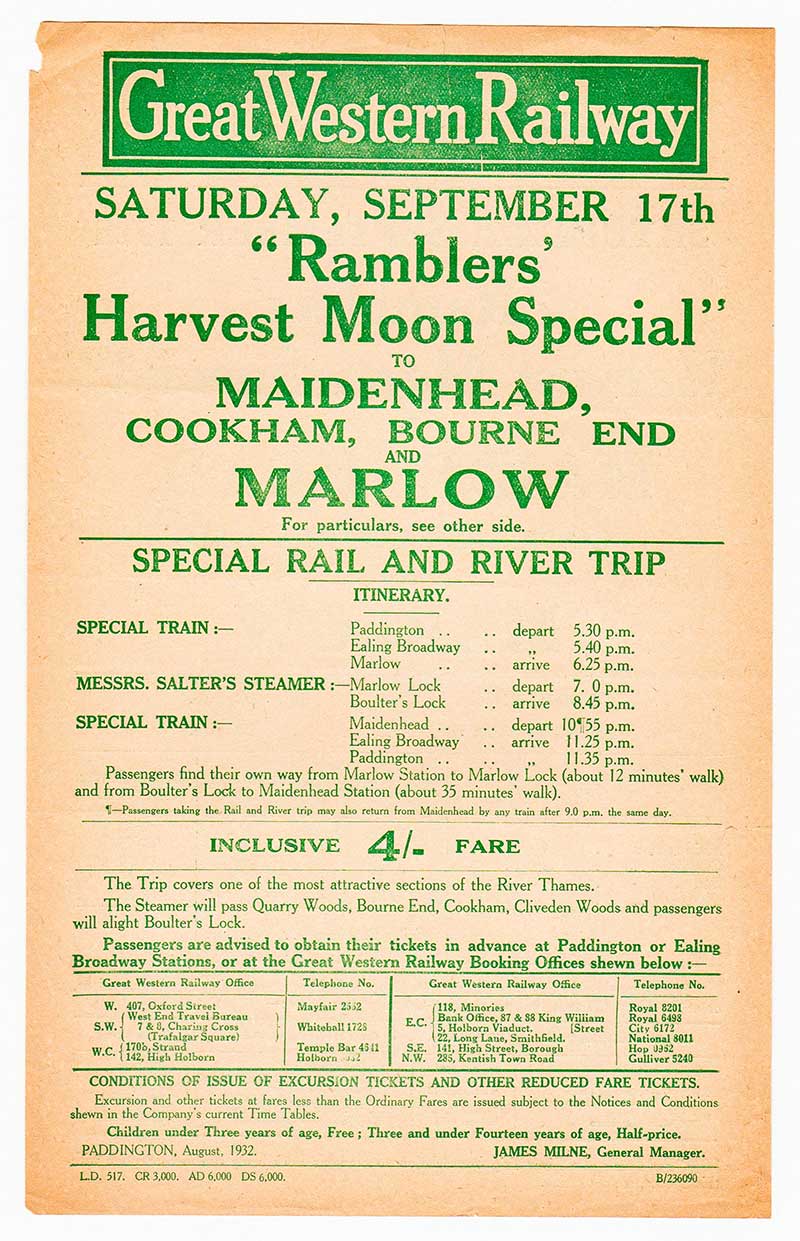 Great Western Railway
SATURDAY, SEPTEMBER 17th
“Ramblers’
Harvest Moon Special”
TO
MAIDENHEAD,
COOKHAM, BOURNE END
AND
MARLOW
For particulars, see other side.
SPECIAL RAIL AND RIVER TRIP
ITINERARY.
SPECIAL TRAIN :— Paddington .. .. depart 5.30 p.m.
Ealing Broadway .. „ 5.40 p.m.
Marlow .. .. arrive 6.25 p.m.
MESSRS. SALTER'S STEAMER :—Marlow Lock .. depart 7. 0 p.m.
Boulter's Lock .. arrive 8.45 p.m.
SPECIAL TRAIN :— Maidenhead .. .. depart 10¶55 p.m.
Ealing Broadway .. arrive 11.25 p.m.
Paddington .. .. „ 11.35 p.m.
Passengers find their own way from Marlow Station to Marlow Lock (about 12 minutes' walk)
and from Boulter's Lock to Maidenhead Station (about 35 minutes' walk).
¶—Passengers taking the Rail and River trip may also return from Maidenhead by any train after 9.0 p.m. the same day.
INCLUSIVE 4/- FARE
The Trip covers one of the most attractive sections of the River Thames.
The Steamer will pass Quarry Woods, Bourne End, Cookham, Cliveden Woods and passengers
will alight Boulter's Lock.
Passengers are advised to obtain their tickets in advance at Paddington or Ealing
Broadway Stations, or at the Great Western Railway Booking Offices shewn below :—
Great Western Railway Office Telephone No. Great Western Railway Office Telephone No.
W. 407, Oxford Street Mayfair 2552 118, Minories Royal 8201
West End Travel Bureau E.C. Bank Office, 87 & 88 King William Royal 6498
S.W. 7 & 8, Charing Cross Whitehall 1728 5, Holborn Viaduct. [Street City 6172
(Trafalgar Square) 22, Long Lane, Smithfield. National 8011
W.C. 170b, Strand Temple Bar 4641 S.E. 141, High Street, Borough Hop 0952
142, High Holborn Holborn N.W. 285, Kentish Town Road Gulliver 5240
CONDITIONS OF ISSUE OF EXCURSION TICKETS AND OTHER REDUCED FARE TICKETS.
Excursion and other tickets at fares less than the Ordinary Fares are issued subject to the Notices and Conditions
shewn in the Company's current Time Tables.
Children under Three years of age, Free ; Three and under Fourteen years of age, Half-price.
PADDINGTON, August, 1932. JAMES MILNE, General Manager.
L.D. 517. CR 3,000. AD 6,000 DS 6,000. B/236090